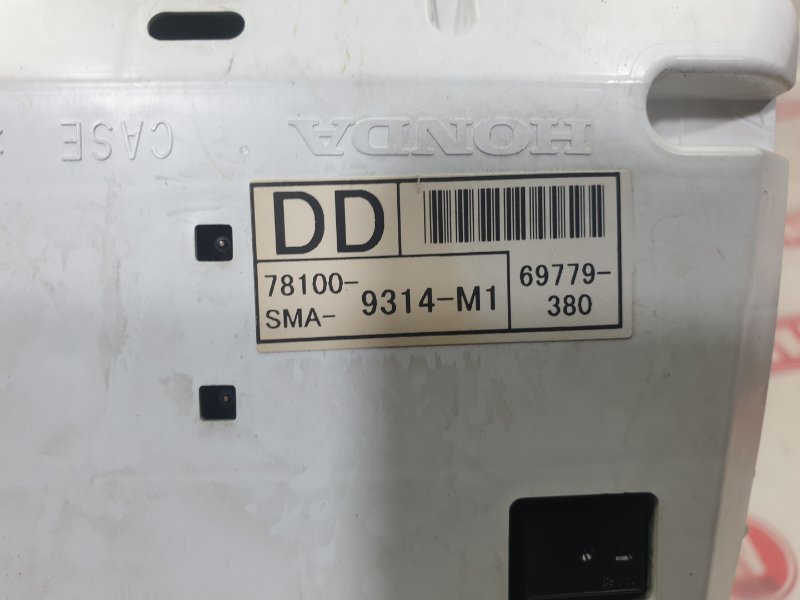 CASE
HONDA
DD
78100-
SMA-
9314-M1
69779-
380